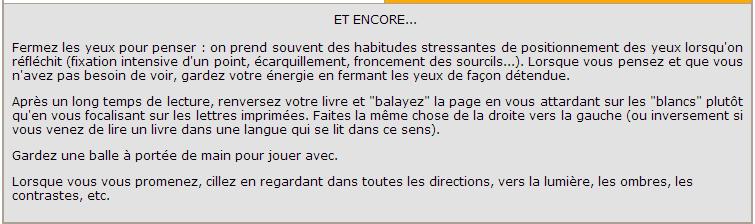 ET ENCORE...
Fermez les yeux pour penser : on prend souvent des habitudes stressantes de positionnement des yeux lorsqu'on
réfléchit (fixation intensive d'un point, écarquillement, froncement des sourcils...). Lorsque vous pensez et que vous
n'avez pas besoin de voir, gardez votre énergie en fermant les yeux de façon détendue.
Après un long temps de lecture, renversez votre livre et "balayez" la page en vous attardant sur les "blancs" plutôt
qu'en vous focalisant sur les lettres imprimées. Faites la même chose de la droite vers la gauche (ou inversement si
vous venez de lire un livre dans une langue qui se lit dans ce sens).
Gardez une balle à portée de main pour jouer avec.
Lorsque vous vous promenez, cillez en regardant dans toutes les directions, vers la lumière, les ombres, les
contrastes, etc.